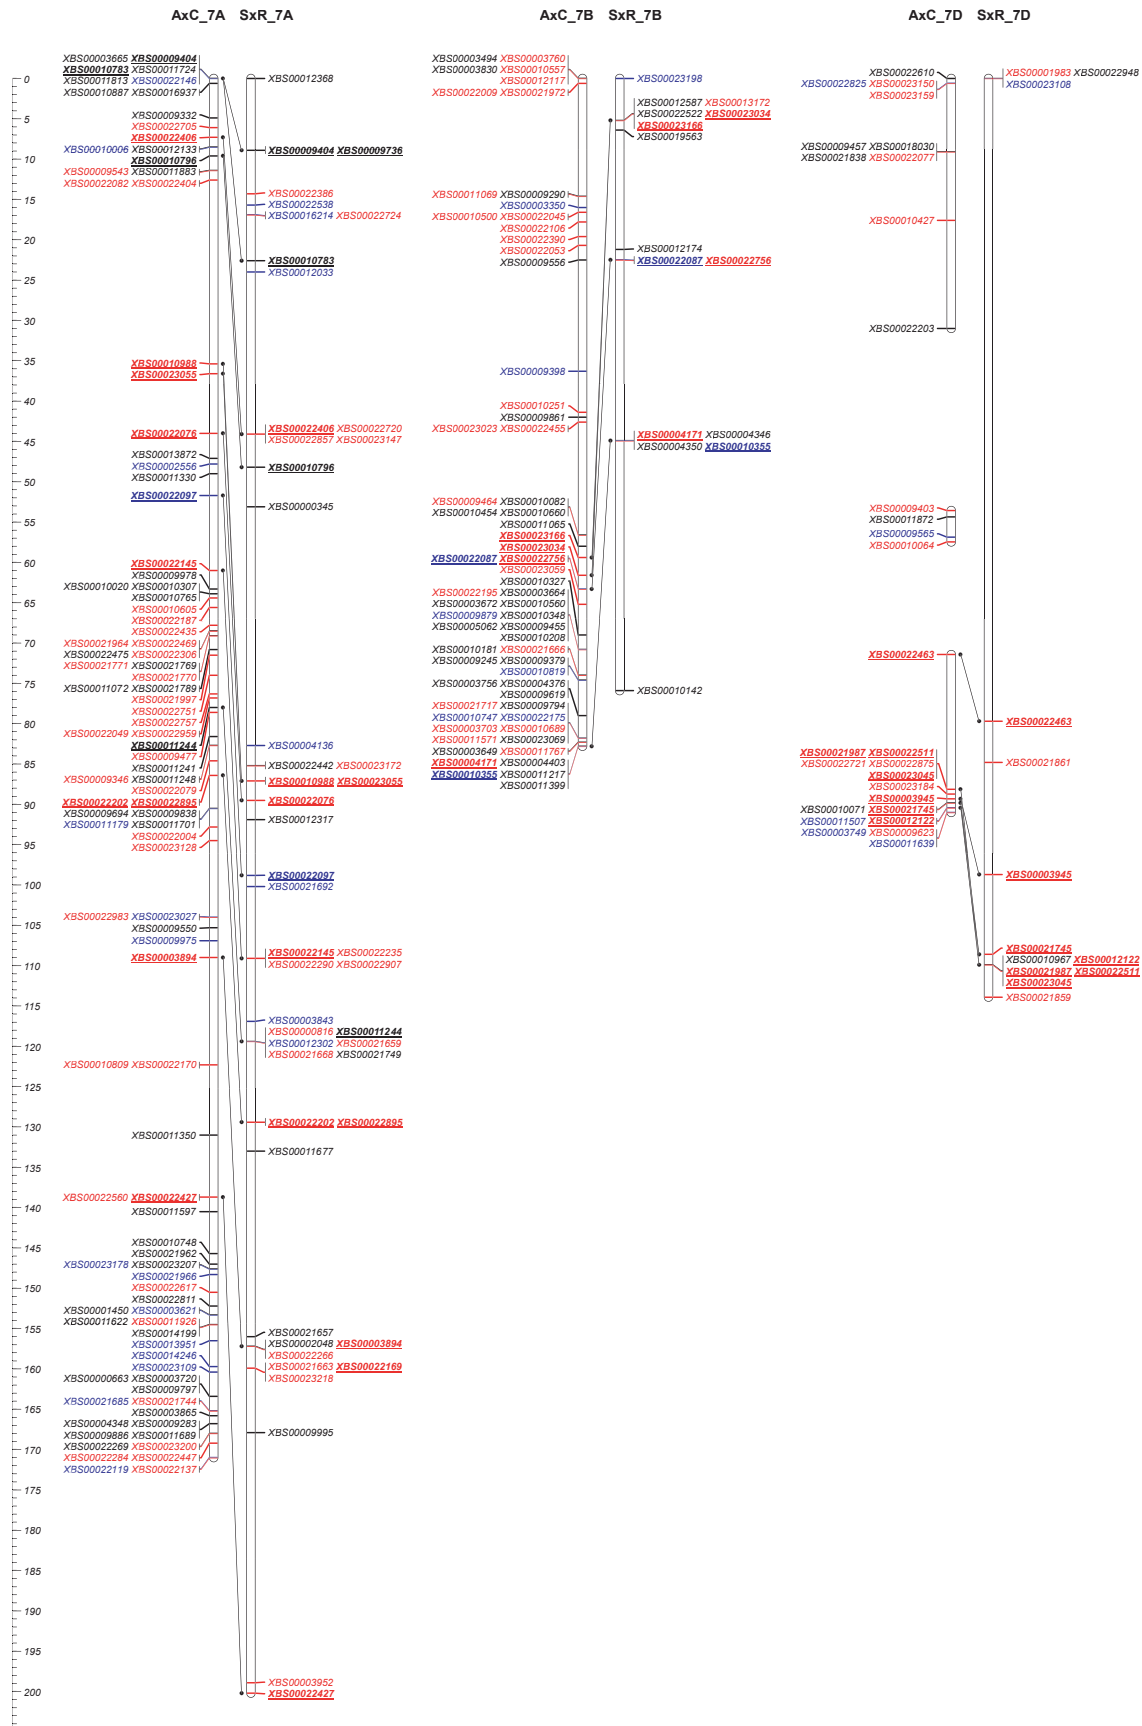 AxC_7A SxR_7A
XBS00003665 XBS00009404
XBS00010783 XBS00011724
XBS00011813 XBS00022146
XBS00010887 XBS00016937
XBS00009332
XBS00022705
XBS00022406
XBS00010006 XBS00012133
XBS00010796
XBS00009543 XBS00011883
XBS00022082 XBS00022404
XBS00010988
XBS00023055
XBS00022076
XBS00013872
XBS00002556
XBS00011330
XBS00022097
XBS00022145
XBS00009978
XBS00010020 XBS00010307
XBS00010765
XBS00010605
XBS00022187
XBS00022435
XBS00021964 XBS00022469
XBS00022475 XBS00022306
XBS00021771 XBS00021769
XBS00021770
XBS00011072 XBS00021789
XBS00021997
XBS00022751
XBS00022757
XBS00022049 XBS00022959
XBS00011244
XBS00009477
XBS00011241
XBS00009346 XBS00011248
XBS00022079
XBS00022202 XBS00022895
XBS00009694 XBS00009838
XBS00011179 XBS00011701
XBS00022004
XBS00023128
XBS00022983 XBS00023027
XBS00009550
XBS00009975
XBS00003894
XBS00010809 XBS00022170
XBS00011350
XBS00022560 XBS00022427
XBS00011597
XBS00010748
XBS00021962
XBS00023178 XBS00023207
XBS00021966
XBS00022617
XBS00022811
XBS00001450 XBS00003621
XBS00011622 XBS00011926
XBS00014199
XBS00013951
XBS00014246
XBS00023109
XBS00000663 XBS00003720
XBS00009797
XBS00021685 XBS00021744
XBS00003865
XBS00004348 XBS00009283
XBS00009886 XBS00011689
XBS00022269 XBS00023200
XBS00022284 XBS00022447
XBS00022119 XBS00022137
XBS00012368
XBS00009404 XBS00009736
XBS00022386
XBS00022538
XBS00016214 XBS00022724
XBS00010783
XBS00012033
XBS00022406 XBS00022720
XBS00022857 XBS00023147
XBS00010796
XBS00000345
XBS00004136
XBS00022442 XBS00023172
XBS00010988 XBS00023055
XBS00022076
XBS00012317
XBS00022097
XBS00021692
XBS00022145 XBS00022235
XBS00022290 XBS00022907
XBS00003843
XBS00000816 XBS00011244
XBS00012302 XBS00021659
XBS00021668 XBS00021749
XBS00022202 XBS00022895
XBS00011677
XBS00021657
XBS00002048 XBS00003894
XBS00022266
XBS00021663 XBS00022169
XBS00023218
XBS00009995
XBS00003952
XBS00022427
AxC_7B SxR_7B
XBS00003494 XBS00003760
XBS00003830 XBS00010557
XBS00012117
XBS00022009 XBS00021972
XBS00011069 XBS00009290
XBS00003350
XBS00010500 XBS00022045
XBS00022106
XBS00022390
XBS00022053
XBS00009556
XBS00009398
XBS00010251
XBS00009861
XBS00023023 XBS00022455
XBS00009464 XBS00010082
XBS00010454 XBS00010660
XBS00011065
XBS00023166
XBS00023034
XBS00022087 XBS00022756
XBS00023059
XBS00010327
XBS00022195 XBS00003664
XBS00003672 XBS00010560
XBS00009879 XBS00010348
XBS00005062 XBS00009455
XBS00010208
XBS00010181 XBS00021666
XBS00009245 XBS00009379
XBS00010819
XBS00003756 XBS00004376
XBS00009619
XBS00021717 XBS00009794
XBS00010747 XBS00022175
XBS00003703 XBS00010689
XBS00011571 XBS00023069
XBS00003649 XBS00011767
XBS00004171 XBS00004403
XBS00010355 XBS00011217
XBS00011399
XBS00023198
XBS00012587 XBS00013172
XBS00022522 XBS00023034
XBS00023166
XBS00019563
XBS00012174
XBS00022087 XBS00022756
XBS00004171 XBS00004346
XBS00004350 XBS00010355
XBS00010142
AxC_7D SxR_7D
XBS00022610
XBS00022825 XBS00023150
XBS00023159
XBS00009457 XBS00018030
XBS00021838 XBS00022077
XBS00010427
XBS00022203
XBS00009403
XBS00011872
XBS00009565
XBS00010064
XBS00022463
XBS00021987 XBS00022511
XBS00022721 XBS00022875
XBS00023045
XBS00023184
XBS00003945
XBS00010071 XBS00021745
XBS00011507 XBS00012122
XBS00003749 XBS00009623
XBS00011639
XBS00001983 XBS00022948
XBS00023108
XBS00022463
XBS00021861
XBS00003945
XBS00021745
XBS00010967 XBS00012122
XBS00021987 XBS00022511
XBS00023045
XBS00021859
0
5
10
15
20
25
30
35
40
45
50
55
60
65
70
75
80
85
90
95
100
105
110
115
120
125
130
135
140
145
150
155
160
165
170
175
180
185
190
195
200